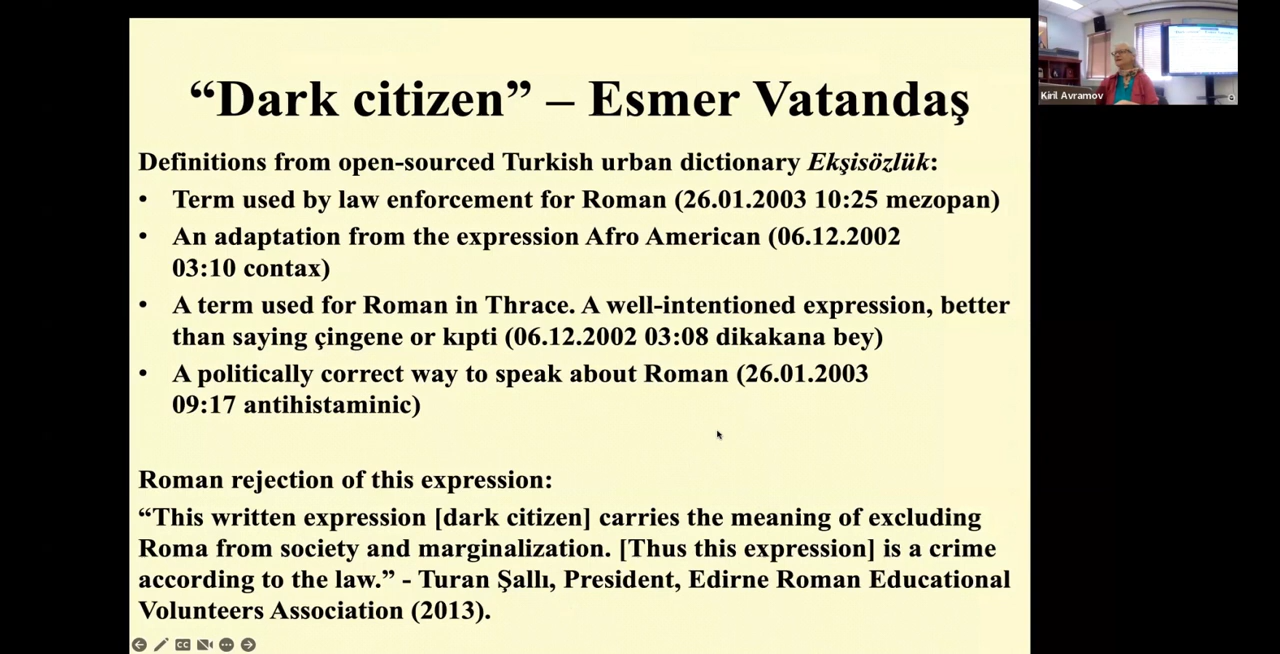 “Dark citizen” – Esmer Vatandaş
Definitions from open-sourced Turkish urban dictionary Ekşisözlük:
• Term used by law enforcement for Roman (26.01.2003 10:25 mezopan)
• An adaptation from the expression Afro American (06.12.2002
03:10 contax)
• A term used for Roman in Thrace. A well-intentioned expression, better
than saying çingene or kıpti (06.12.2002 03:08 dikakana bey)
• A politically correct way to speak about Roman (26.01.2003
09:17 antihistaminic)
Roman rejection of this expression:
“This written expression [dark citizen] carries the meaning of excluding
Roma from society and marginalization. [Thus this expression] is a crime
according to the law.” - Turan Şallı, President, Edirne Roman Educational
Volunteers Association (2013).
CC
Kiril Avramov